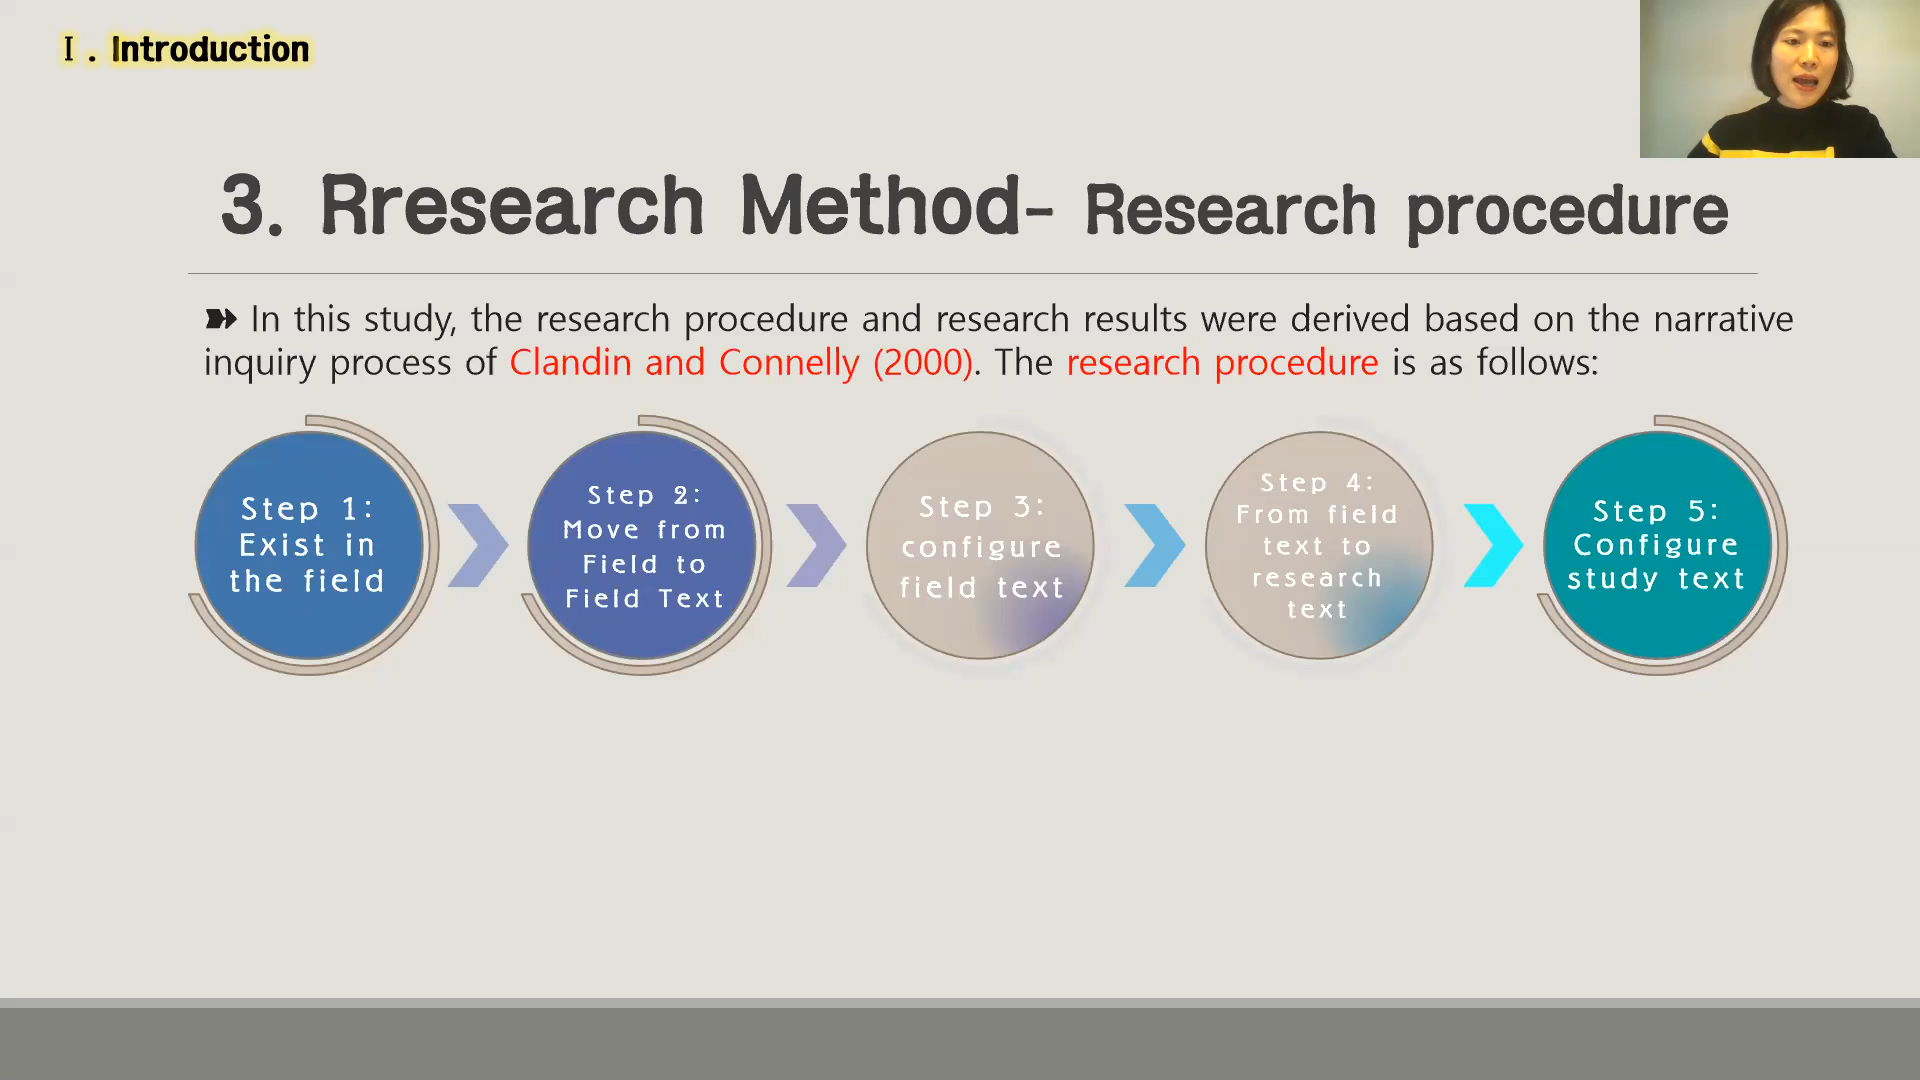 Ⅰ. Introduction
3. Rresearch Method- Research procedure
In this study, the research procedure and research results were derived based on the narrative
inquiry process of Clandin and Connelly (2000). The research procedure is as follows:
Step 1:
Exist in
the field
Step 2:
Move from
Field to
Field Text
Step 3:
configure
field text
Step 4:
From field
text to
research
text
Step 5:
Configure
study text